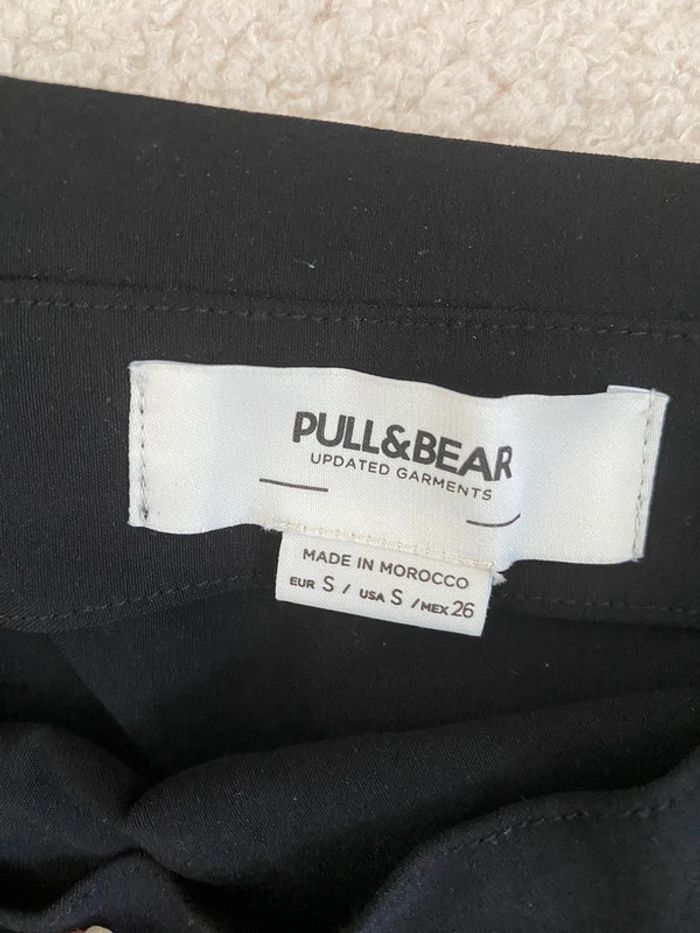 PULL&BEAR
UPDATED GARMENTS
MADE IN MOROCCO
EUR S / USA S / MEX 26